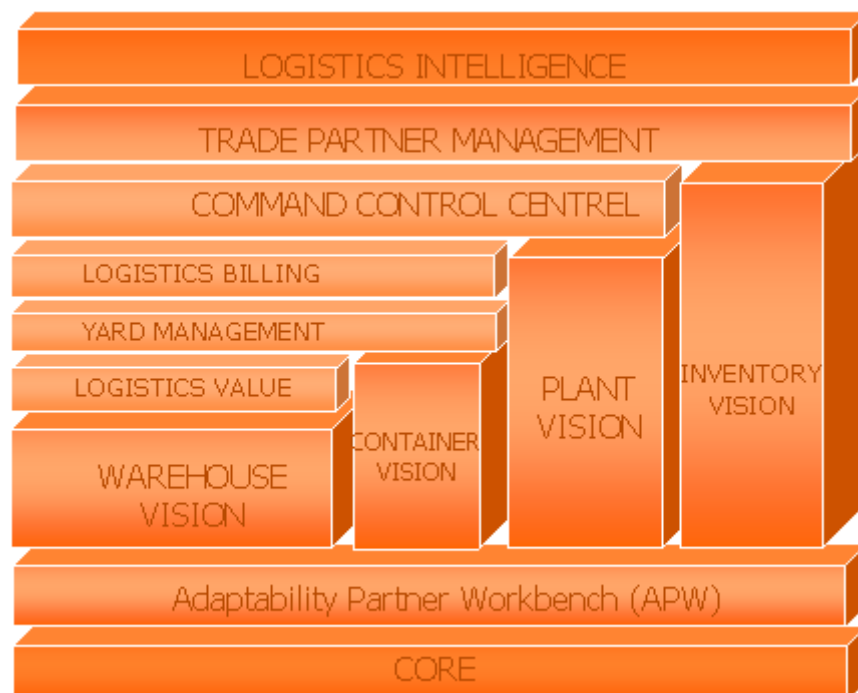 LOGISTICS INTELLIGENCE
TRADE PARTNER MANAGEMENT
COMMAND CONTROL CENTREL
LOGISTICS BILLING
YARD MANAGEMENT
LOGISTICS VALUE
WAREHOUSE
VISION
CONTAINER
VISION
PLANT
VISION
INVENTORY
VISION
Adaptability Partner Workbench (APW)
CORE